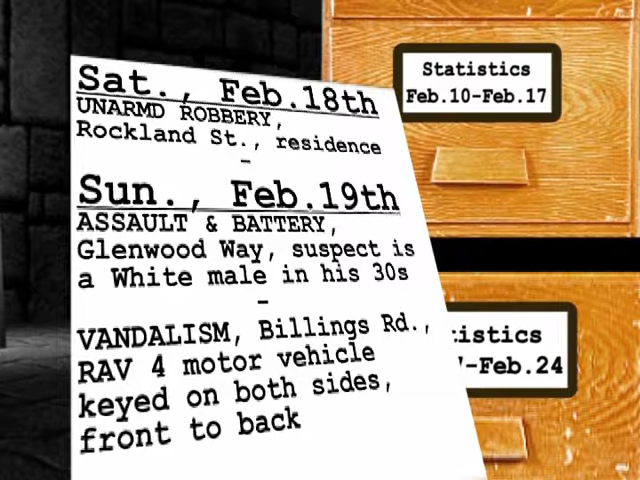 Sat., Feb.18th
UNARMD ROBBERY,
Rockland St., residence
-
Sun., Feb.19th
ASSAULT & BATTERY,
Glenwood Way, suspect is
a White male in his 30s
-
VANDALISM, Billings Rd.,
RAV 4 motor vehicle
keyed on both sides,
front to back
Statistics
Feb.10-Feb.17
tistics
-Feb.24